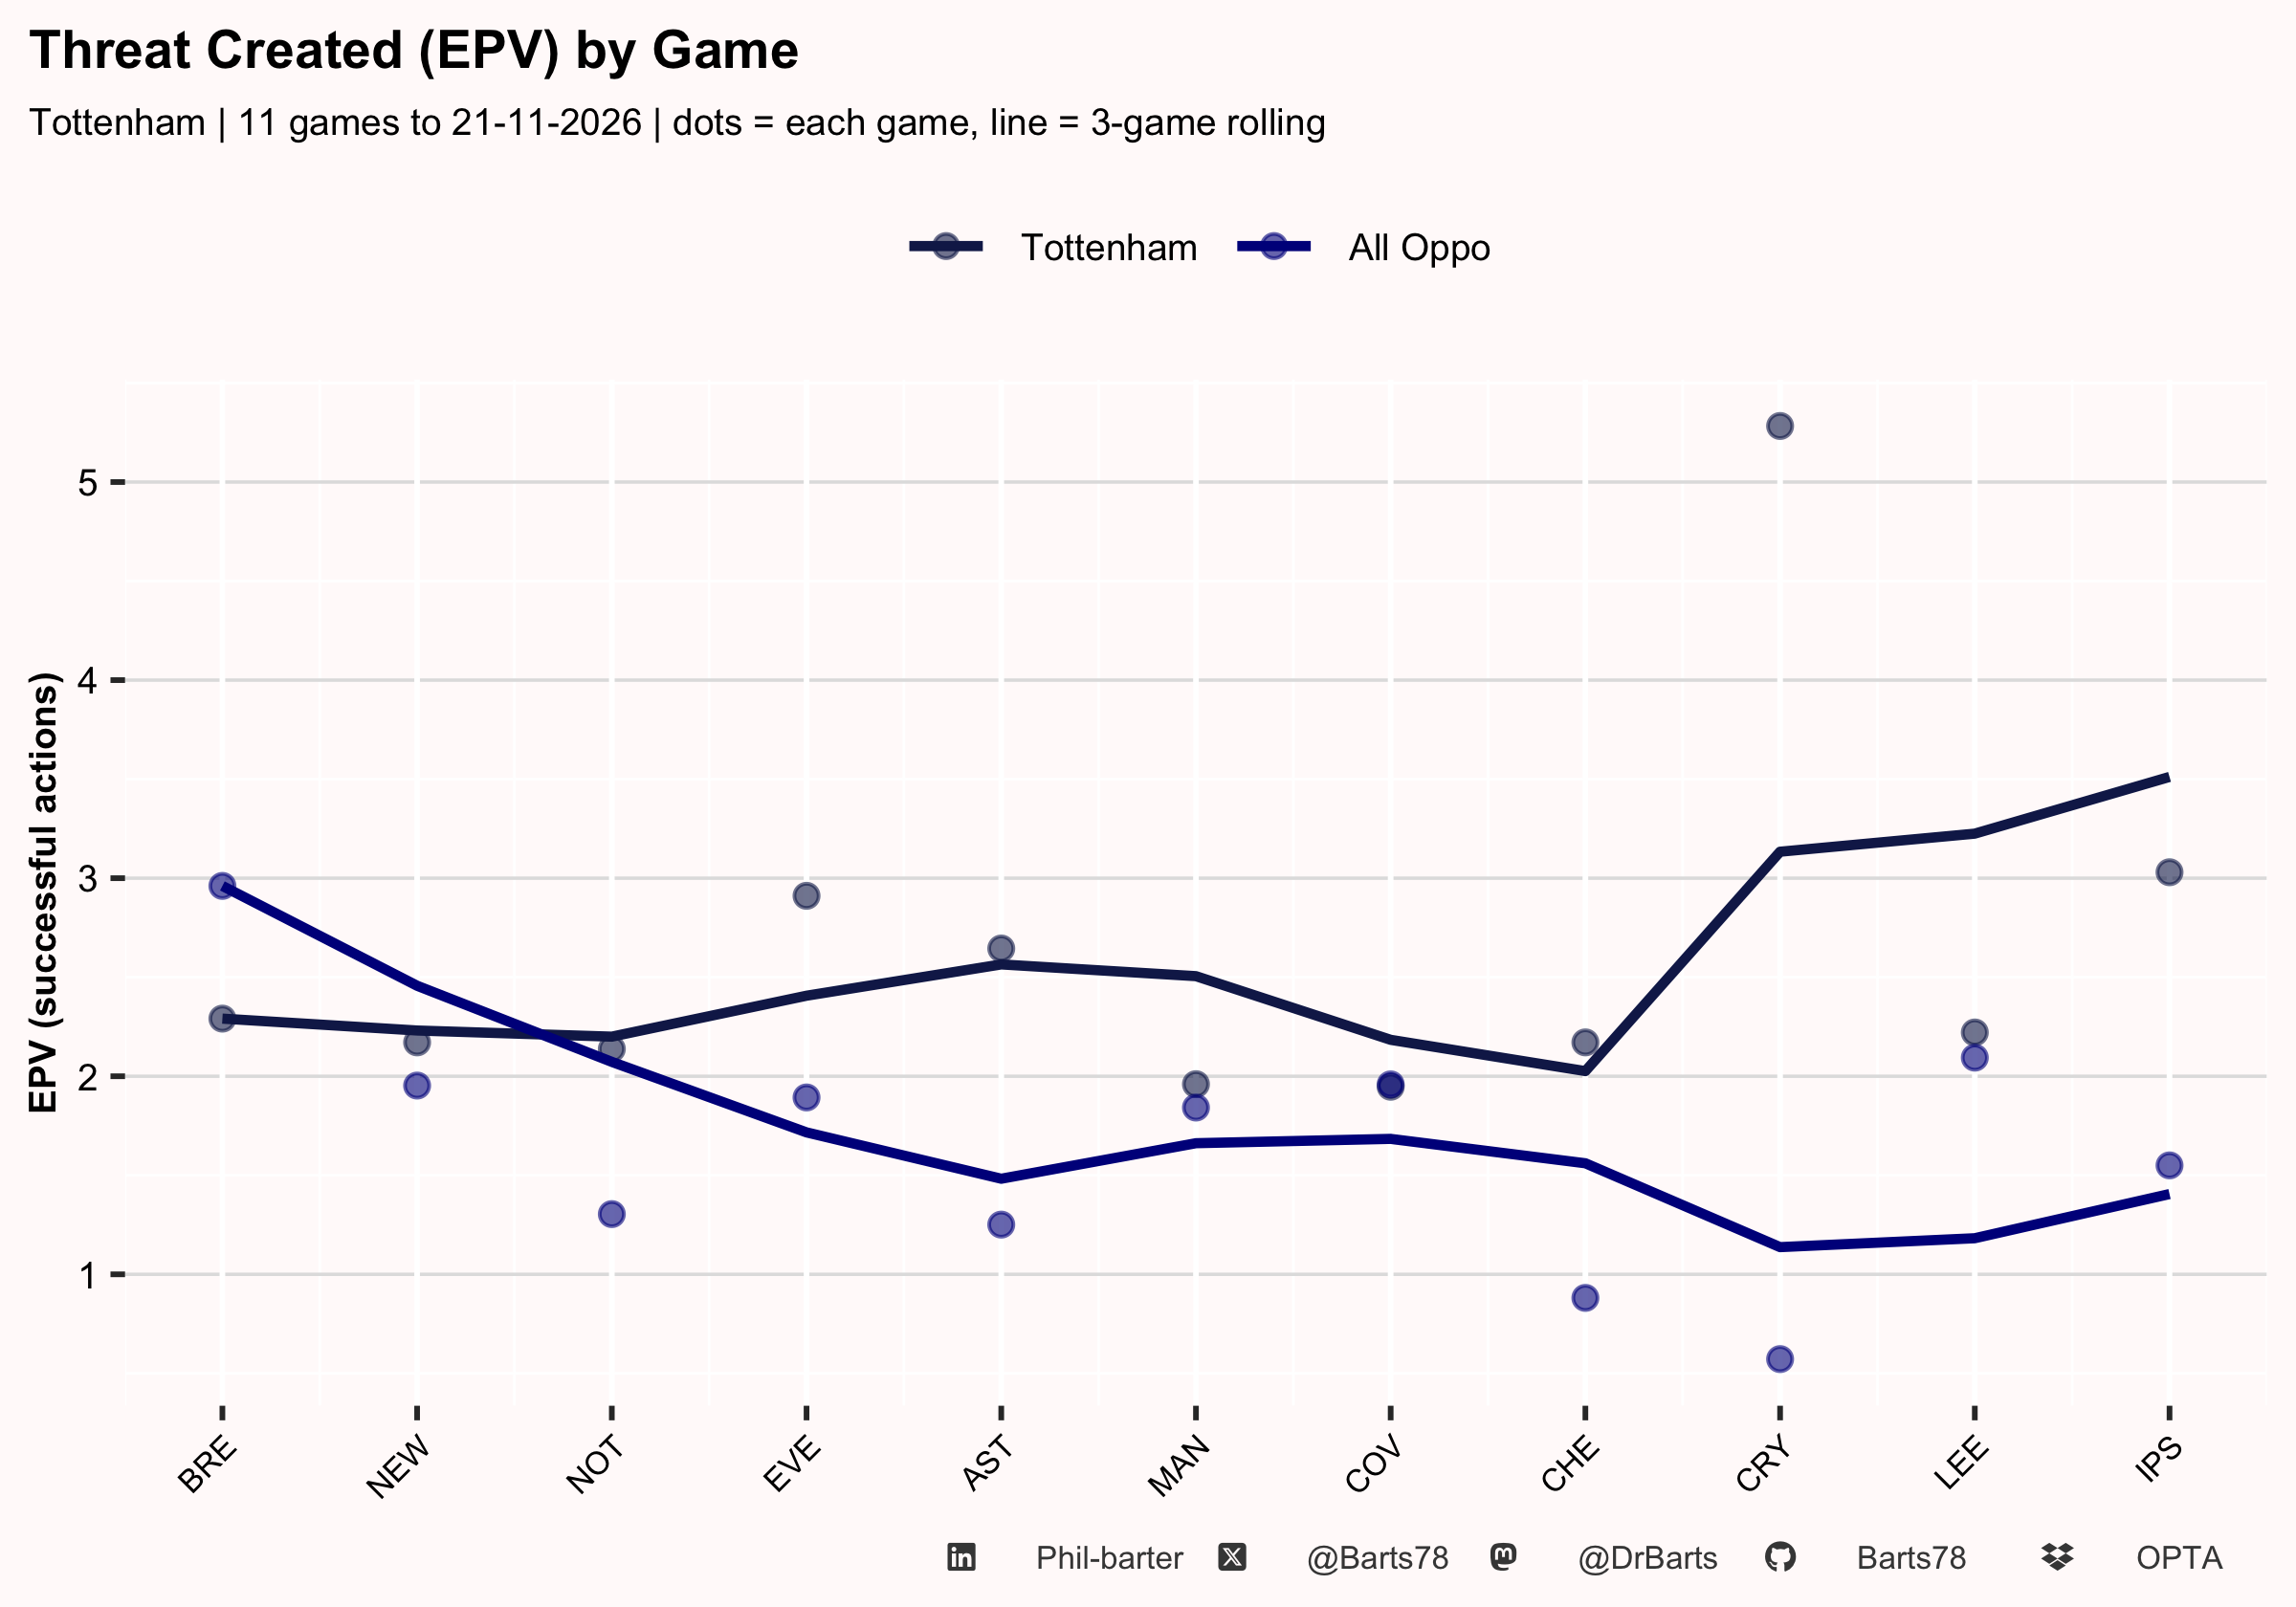 Threat Created (EPV) by Game
Tottenham | 11 games to 21-11-2026 | dots = each game, line = 3-game rolling
Tottenham All Oppo
EPV (successful actions)
5
4
3
2
1
BRE NEW NOT EVE AST MAN COV CHE CRY LEE IPS
Phil-barter @Barts78 @DrBarts Barts78 OPTA